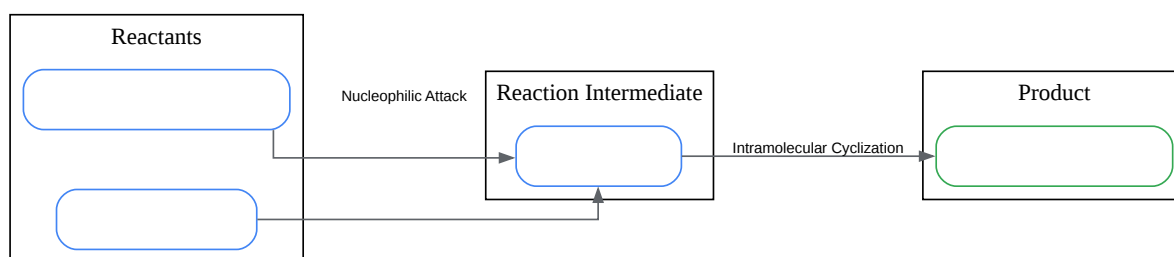 Reactants
Nucleophilic Attack
Reaction Intermediate
Intramolecular Cyclization
Product